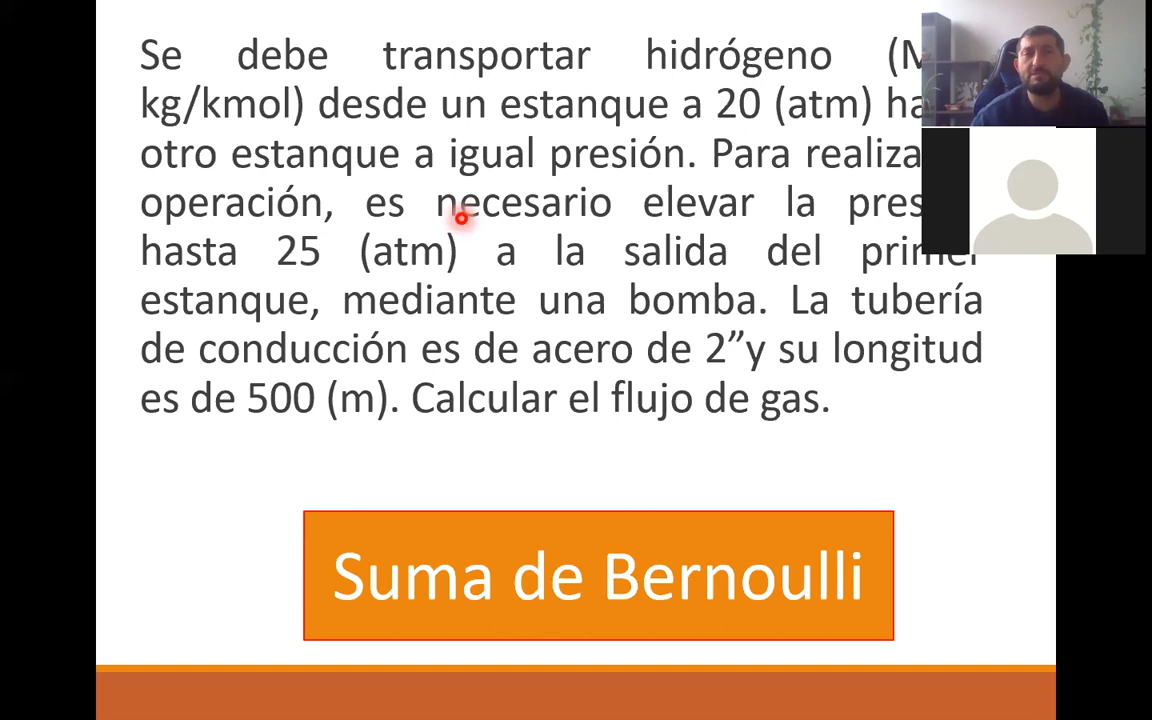 Se debe transportar hidrógeno
kg/kmol) desde un estanque a 20 (atm)
otro estanque a igual presión. Para
operación, es necesario elevar la
hasta 25 (atm) a la salida del primer
estanque, mediante una bomba. La tubería
de conducción es de acero de 2”y su longitud
es de 500 (m). Calcular el flujo de gas.
Suma de Bernoulli